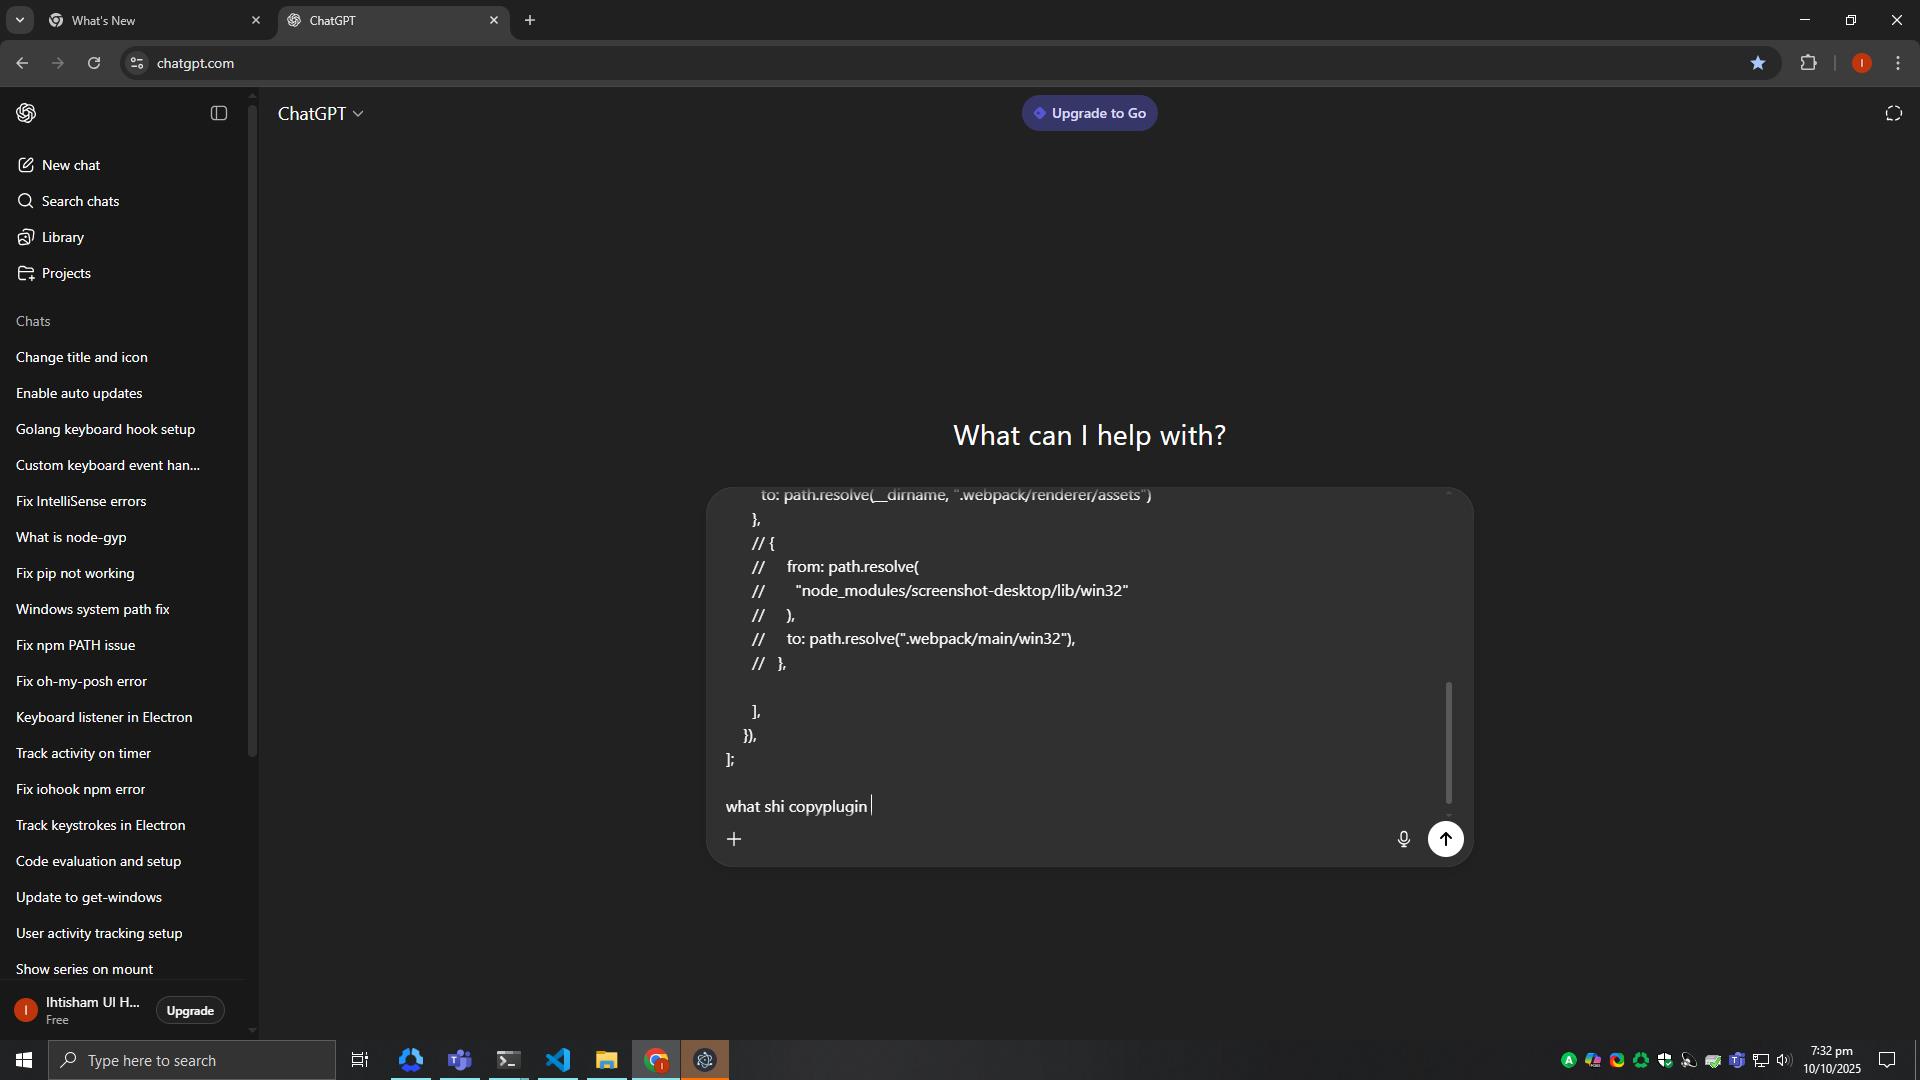 What's New
ChatGPT
chatgpt.com
I
ChatGPT
Upgrade to Go
New chat
Search chats
Library
Projects
Chats
Change title and icon
Enable auto updates
Golang keyboard hook setup
Custom keyboard event han...
Fix IntelliSense errors
What is node-gyp
Fix pip not working
Windows system path fix
Fix npm PATH issue
Fix oh-my-posh error
Keyboard listener in Electron
Track activity on timer
Fix iohook npm error
Track keystrokes in Electron
Code evaluation and setup
Update to get-windows
User activity tracking setup
Show series on mount
I
Ihtisham Ul H...
Free
Upgrade
What can I help with?
to: path.resolve(__dirname, ".webpack/renderer/assets")
},
// {
//     from: path.resolve(
//       "node_modules/screenshot-desktop/lib/win32"
//     ),
//     to: path.resolve(".webpack/main/win32"),
//   },
],
}),
];
what shi copyplugin
Type here to search
7:32 pm
10/10/2025